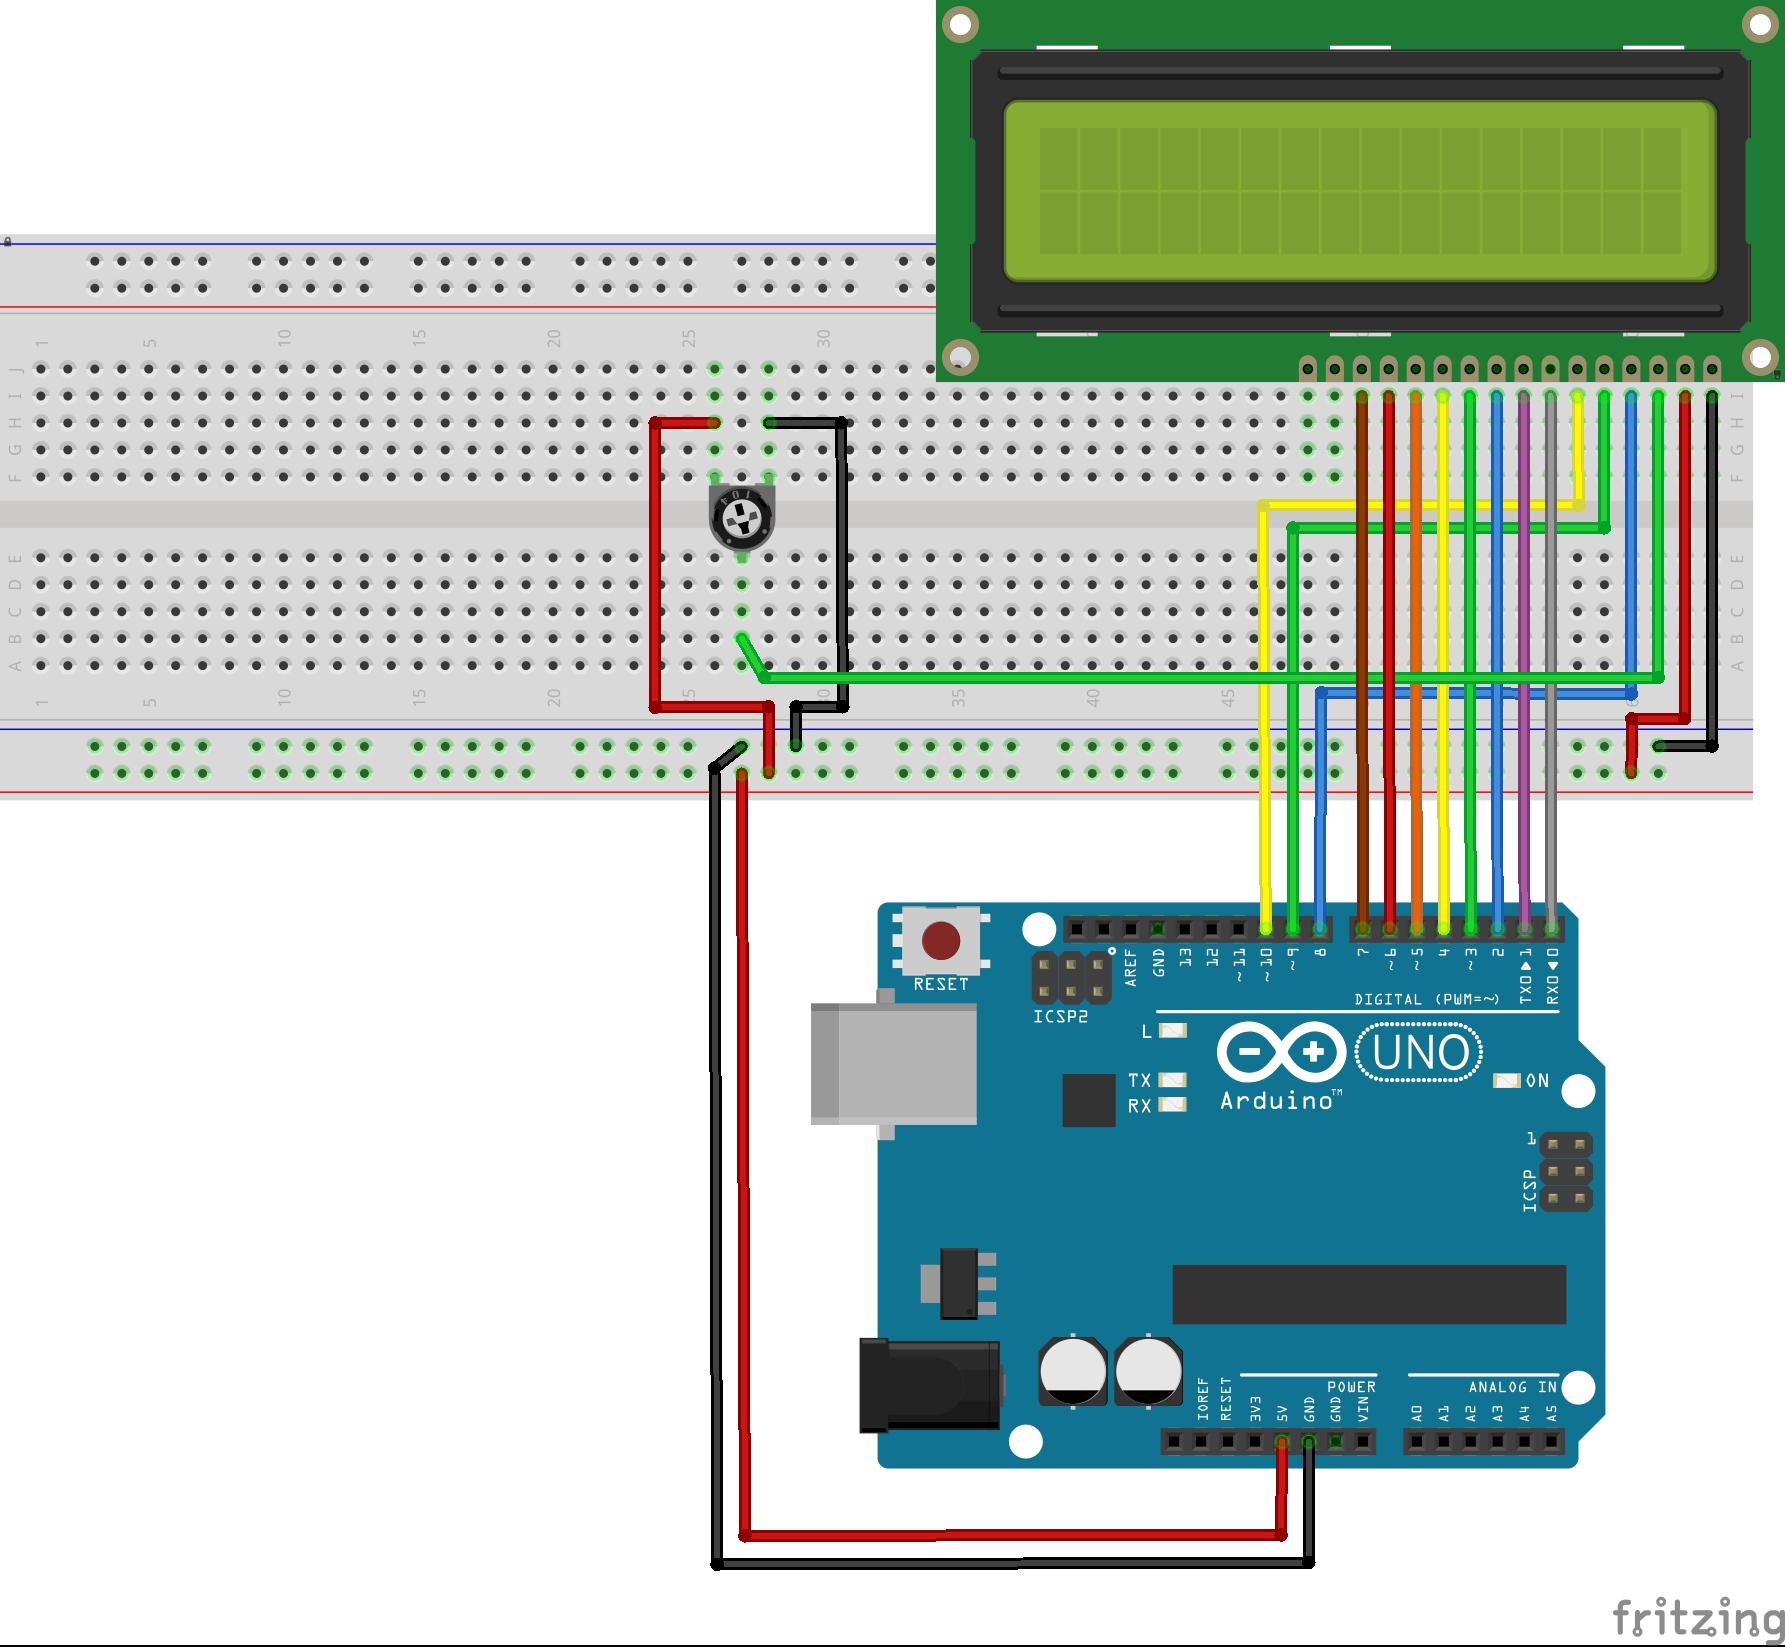 1 5 10 15 20 25 30
J
I I
H H
G G
F F
104
E E
D D
C C
B B
A A
1 5 10 15 20 25 30 35 40 45
RESET
AREF GND 13 12 ~11 ~10 ~9 8 7 ~6 ~5 4 ~3 2 TX0▶1 RX0◀0
DIGITAL (PWM=~)
ICSP2
L
TX
RX
Arduino™
UNO
ON
1
ICSP
POWER
ANALOG IN
IOREF RESET 3V3 5V GND GND VIN A0 A1 A2 A3 A4 A5
fritzing